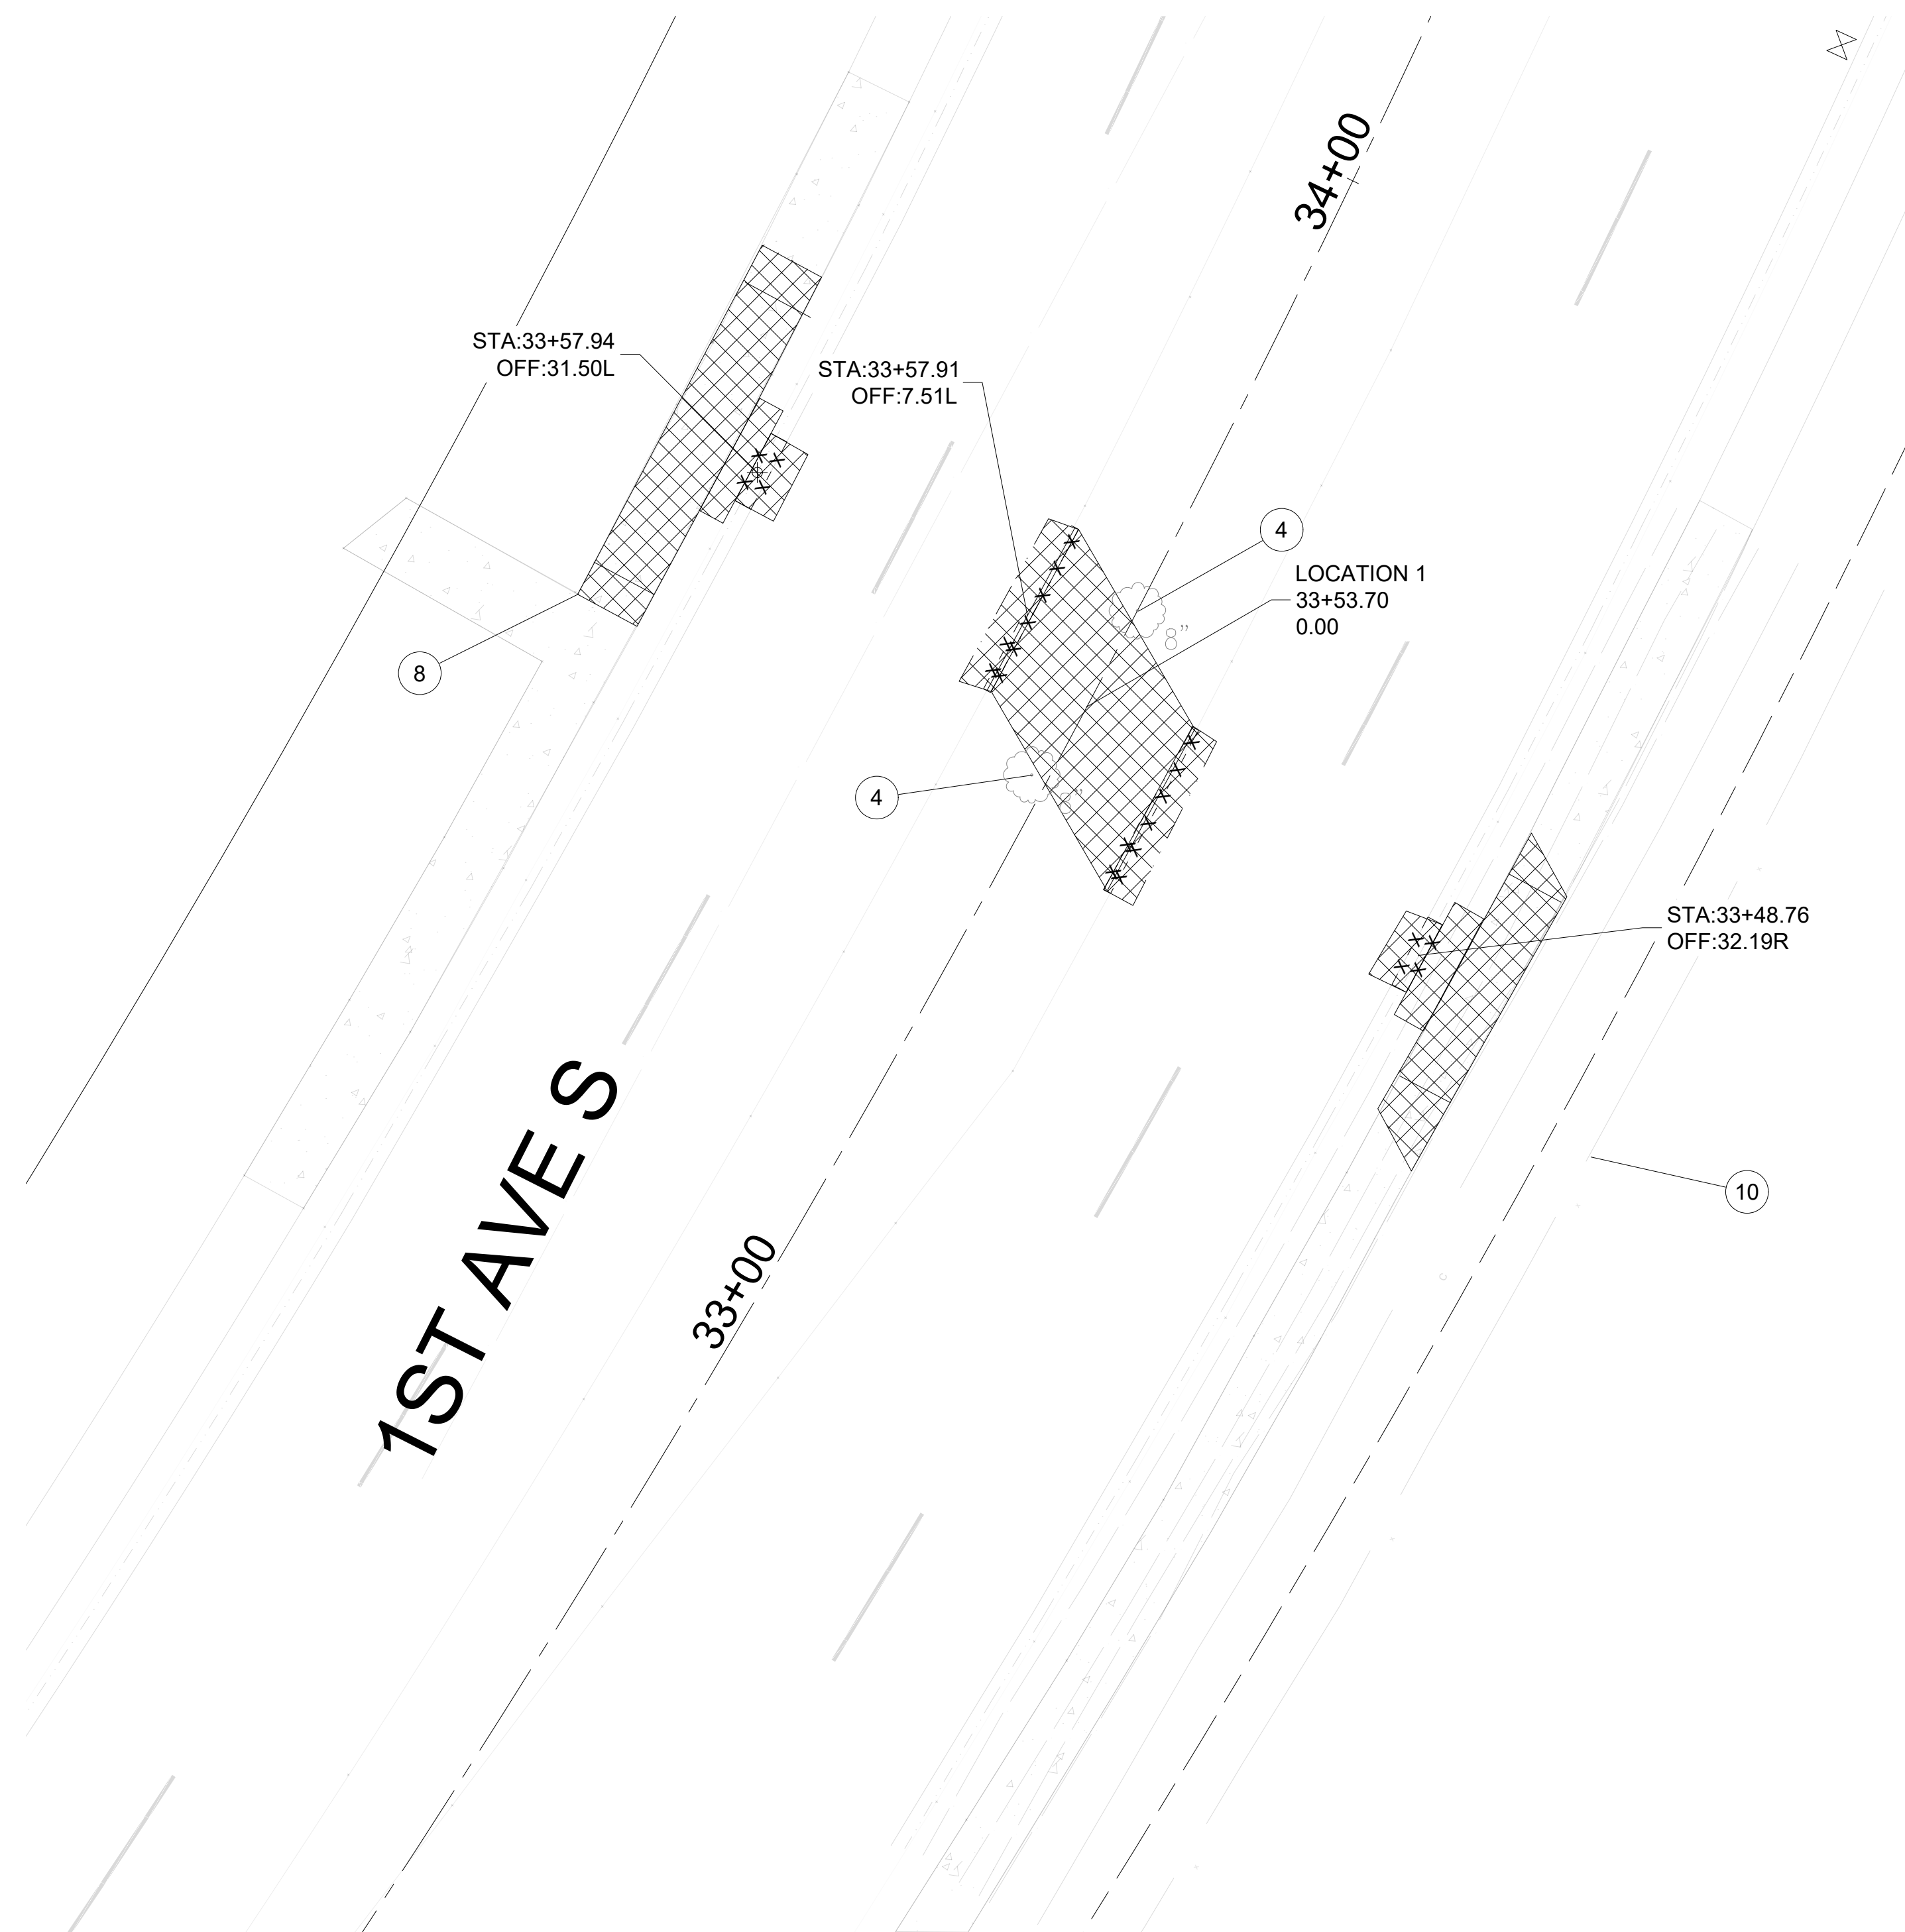 34+00
STA:33+57.94
OFF:31.50L
STA:33+57.91
OFF:7.51L
4
LOCATION 1
33+53.70
0.00
8"
8
4
8"
STA:33+48.76
OFF:32.19R
10
1ST AVE S
33+00